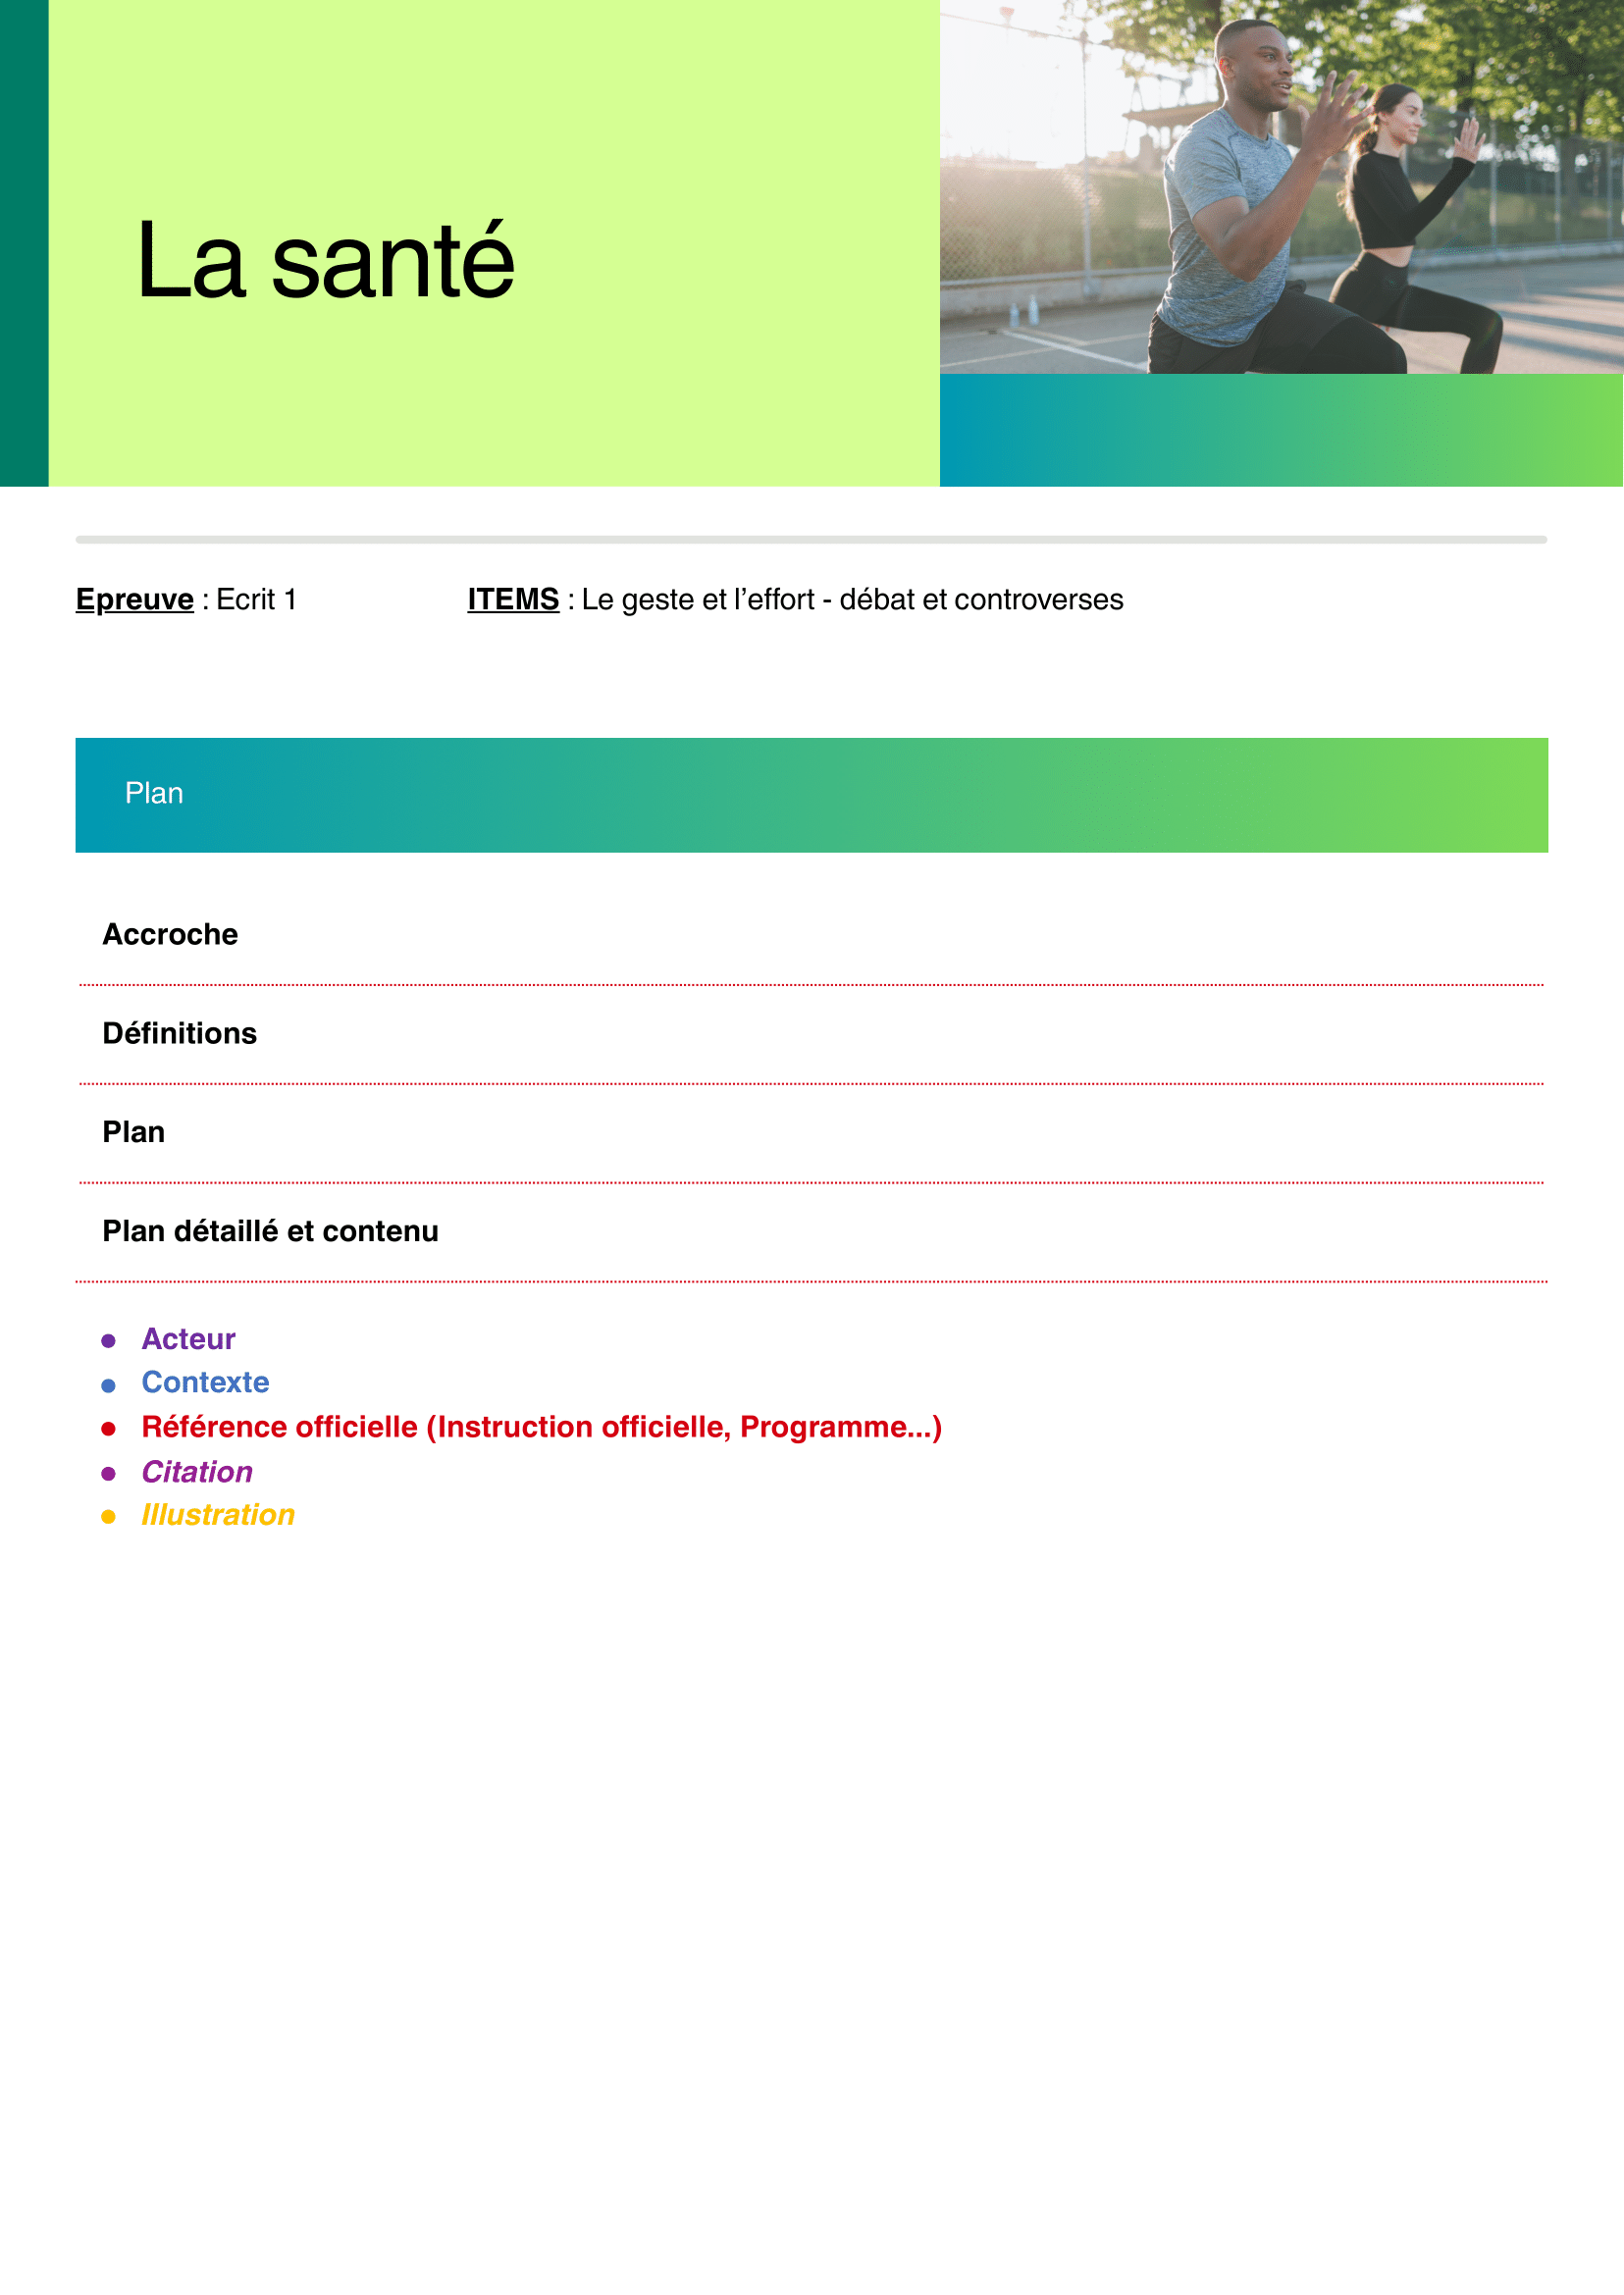 La santé
Epreuve : Ecrit 1
ITEMS : Le geste et l’effort - débat et controverses
Plan
Accroche
Définitions
Plan
Plan détaillé et contenu
Acteur
Contexte
Référence officielle (Instruction officielle, Programme...)
Citation
Illustration